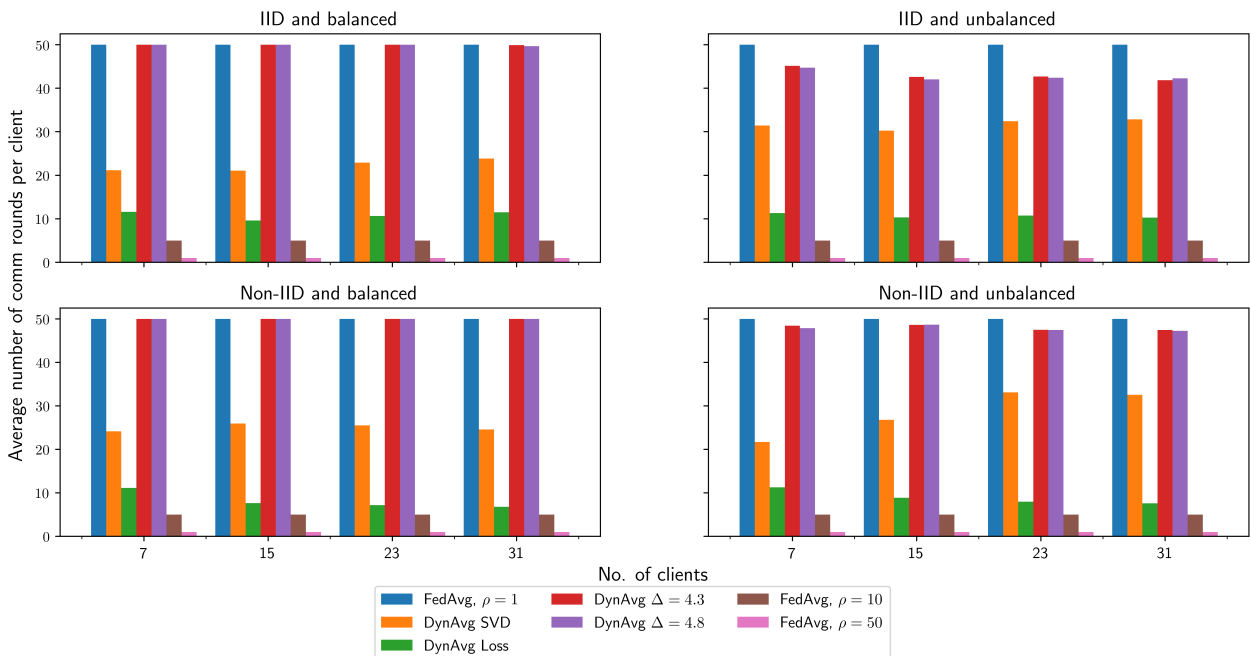 IID and balanced
IID and unbalanced
50
40
30
20
10
0
Average number of comm rounds per client
Non-IID and balanced
Non-IID and unbalanced
50
40
30
20
10
0
7
15
23
31
7
15
23
31
No. of clients
FedAvg, ρ = 1
DynAvg SVD
DynAvg Loss
DynAvg Δ = 4.3
DynAvg Δ = 4.8
FedAvg, ρ = 10
FedAvg, ρ = 50